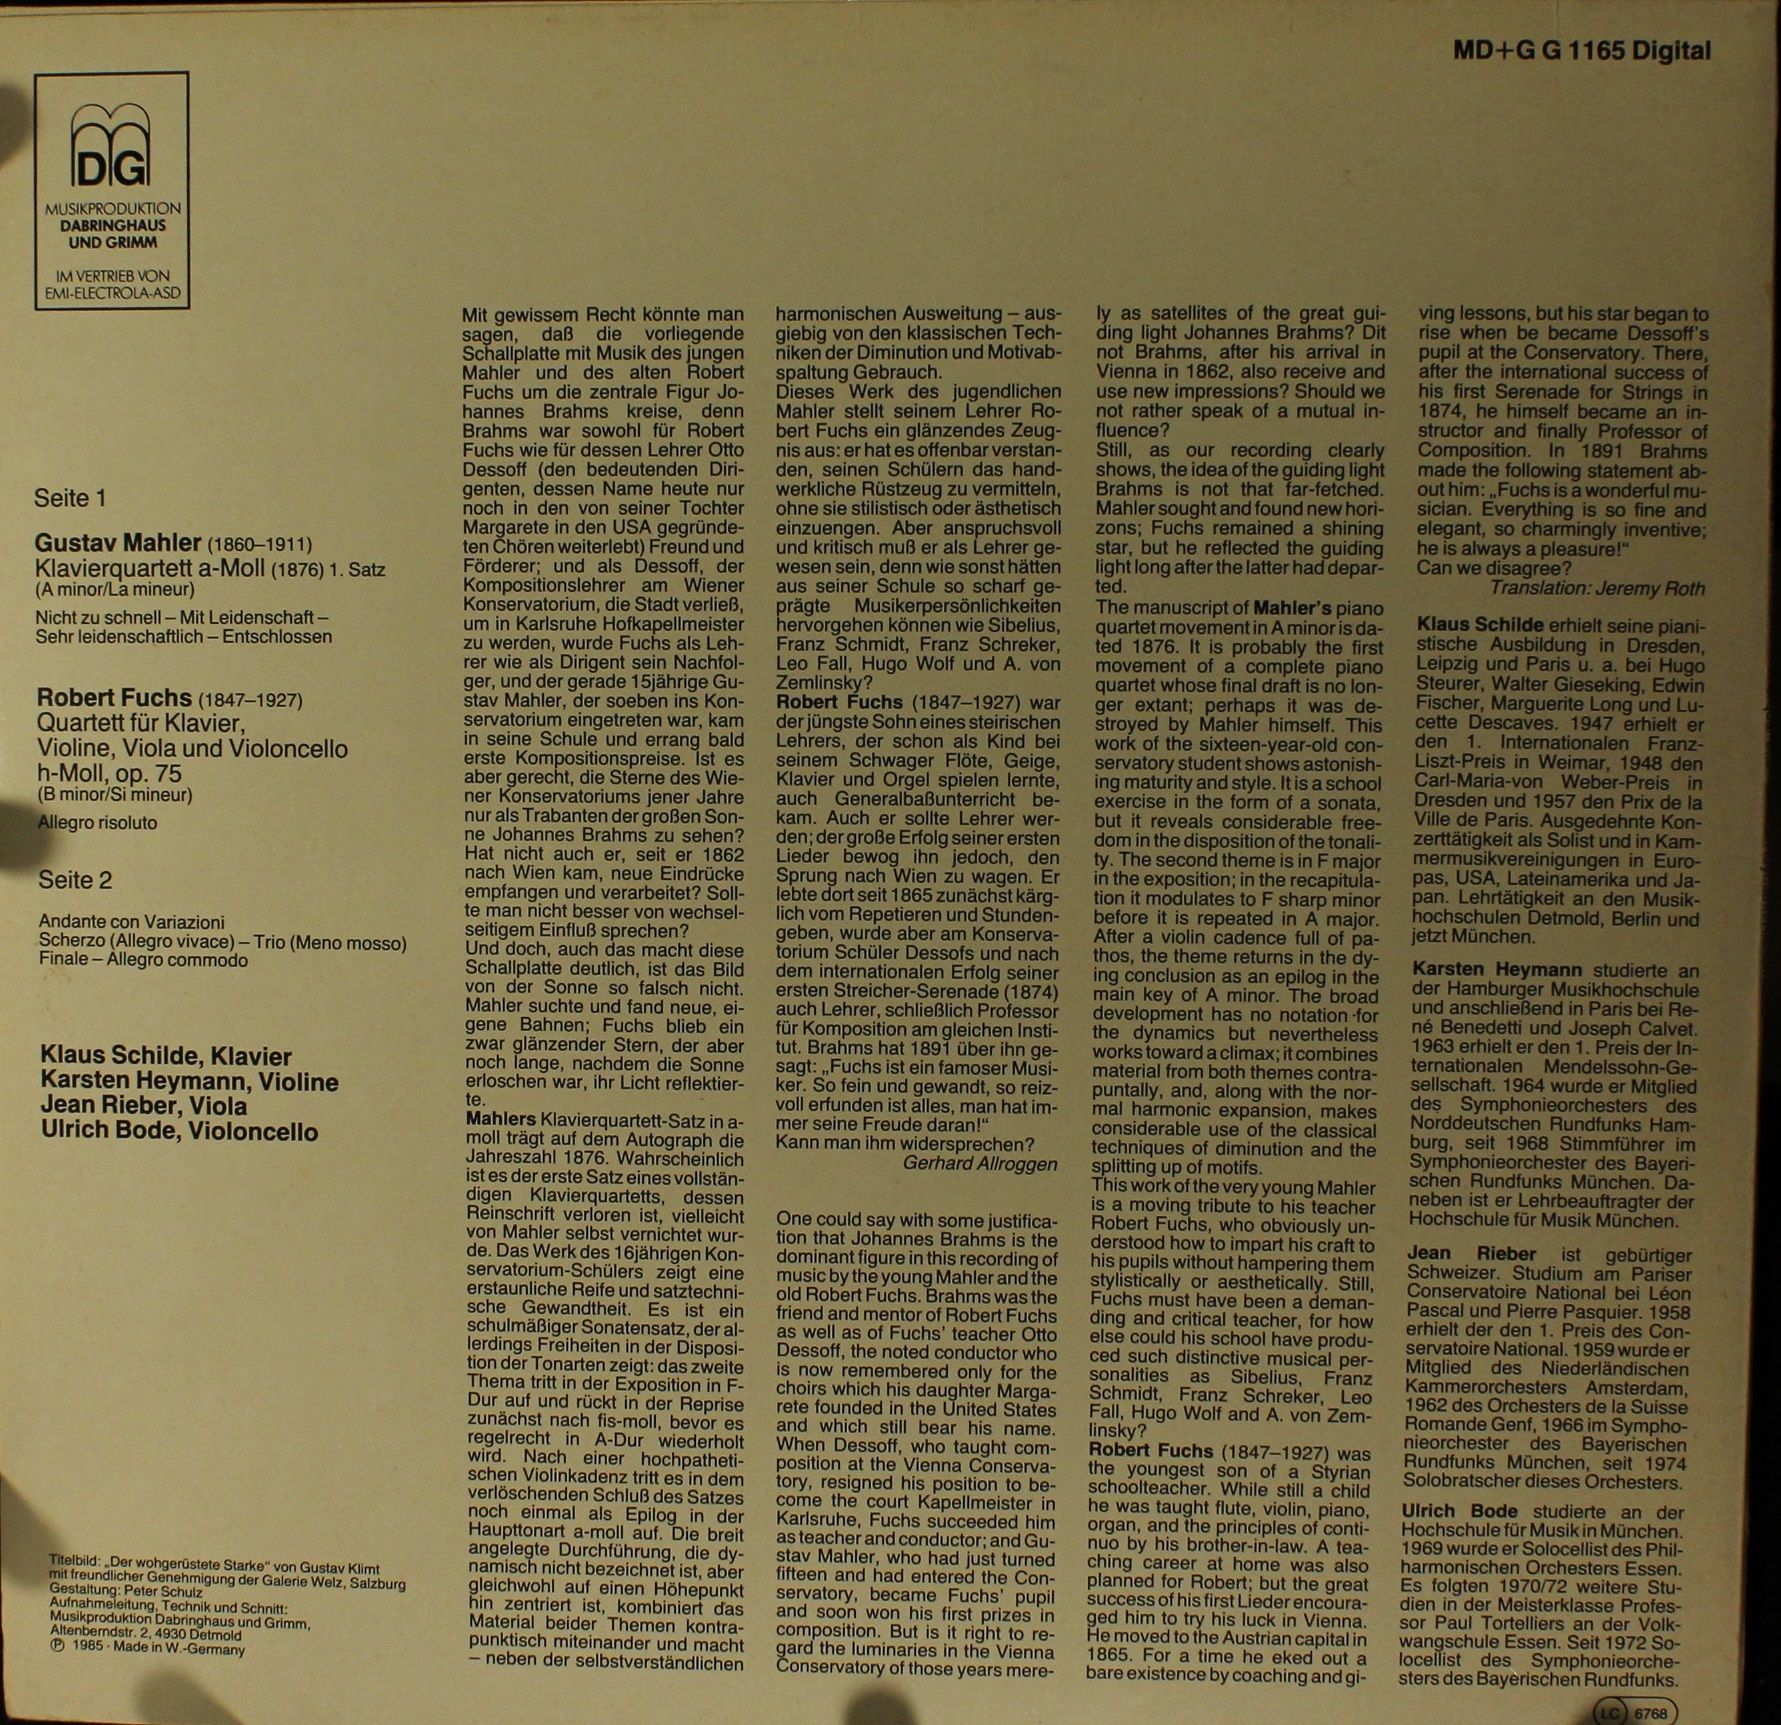 MD+G G 1165 Digital
DG
MUSIKPRODUKTION
DABRINGHAUS
UND GRIMM
IM VERTRIEB VON
EMI-ELECTROLA-ASD
Seite 1
Gustav Mahler (1860–1911)
Klavierquartett a-Moll (1876) 1. Satz
(A minor/La mineur)
Nicht zu schnell – Mit Leidenschaft –
Sehr leidenschaftlich – Entschlossen
Robert Fuchs (1847–1927)
Quartett für Klavier,
Violine, Viola und Violoncello
h-Moll, op. 75
(B minor/Si mineur)
Allegro risoluto
Seite 2
Andante con Variazioni
Scherzo (Allegro vivace) – Trio (Meno mosso)
Finale – Allegro commodo
Klaus Schilde, Klavier
Karsten Heymann, Violine
Jean Rieber, Viola
Ulrich Bode, Violoncello
Titelbild: „Der wohgerüstete Starke“ von Gustav Klimt
mit freundlicher Genehmigung der Galerie Welz, Salzburg
Gestaltung: Peter Schulz
Aufnahmeleitung, Technik und Schnitt:
Musikproduktion Dabringhaus und Grimm,
Altenberndstr. 2, 4930 Detmold
Ⓟ 1985 · Made in W.-Germany
Mit gewissem Recht könnte man
sagen, daß die vorliegende
Schallplatte mit Musik des jungen
Mahler und des alten Robert
Fuchs um die zentrale Figur Jo-
hannes Brahms kreise, denn
Brahms war sowohl für Robert
Fuchs wie für dessen Lehrer Otto
Dessoff (den bedeutenden Diri-
genten, dessen Name heute nur
noch in den von seiner Tochter
Margarete in den USA gegründe-
ten Chören weiterlebt) Freund und
Förderer; und als Dessoff, der
Kompositionslehrer am Wiener
Konservatorium, die Stadt verließ,
um in Karlsruhe Hofkapellmeister
zu werden, wurde Fuchs als Leh-
rer wie als Dirigent sein Nachfol-
ger, und der gerade 15jährige Gu-
stav Mahler, der soeben ins Kon-
servatorium eingetreten war, kam
in seine Schule und errang bald
erste Kompositionspreise. Ist es
aber gerecht, die Sterne des Wie-
ner Konservatoriums jener Jahre
nur als Trabanten der großen Son-
ne Johannes Brahms zu sehen?
Hat nicht auch er, seit er 1862
nach Wien kam, neue Eindrücke
empfangen und verarbeitet? Soll-
te man nicht besser von wechsel-
seitigem Einfluß sprechen?
Und doch, auch das macht diese
Schallplatte deutlich, ist das Bild
von der Sonne so falsch nicht.
Mahler suchte und fand neue, ei-
gene Bahnen; Fuchs blieb ein
zwar glänzender Stern, der aber
noch lange, nachdem die Sonne
erloschen war, ihr Licht reflektier-
te.
Mahlers Klavierquartett-Satz in a-
moll trägt auf dem Autograph die
Jahreszahl 1876. Wahrscheinlich
ist es der erste Satz eines vollstän-
digen Klavierquartetts, dessen
Reinschrift verloren ist, vielleicht
von Mahler selbst vernichtet wur-
de. Das Werk des 16jährigen Kon-
servatorium-Schülers zeigt eine
erstaunliche Reife und satztechni-
sche Gewandtheit. Es ist ein
schulmäßiger Sonatensatz, der al-
lerdings Freiheiten in der Disposi-
tion der Tonarten zeigt: das zweite
Thema tritt in der Exposition in F-
Dur auf und rückt in der Reprise
zunächst nach fis-moll, bevor es
regelrecht in A-Dur wiederholt
wird. Nach einer hochpatheti-
schen Violinkadenz tritt es in dem
verlöschenden Schluß des Satzes
noch einmal als Epilog in der
Haupttonart a-moll auf. Die breit
angelegte Durchführung, die dy-
namisch nicht bezeichnet ist, aber
gleichwohl auf einen Höhepunkt
hin zentriert ist, kombiniert das
Material beider Themen kontra-
punktisch miteinander und macht
– neben der selbstverständlichen
harmonischen Ausweitung – aus-
giebig von den klassischen Tech-
niken der Diminution und Motivab-
spaltung Gebrauch.
Dieses Werk des jugendlichen
Mahler stellt seinem Lehrer Ro-
bert Fuchs ein glänzendes Zeug-
nis aus: er hat es offenbar verstan-
den, seinen Schülern das hand-
werkliche Rüstzeug zu vermitteln,
ohne sie stilistisch oder ästhetisch
einzuengen. Aber anspruchsvoll
und kritisch muß er als Lehrer ge-
wesen sein, denn wie sonst hätten
aus seiner Schule so scharf ge-
prägte Musikerpersönlichkeiten
hervorgehen können wie Sibelius,
Franz Schmidt, Franz Schreker,
Leo Fall, Hugo Wolf und A. von
Zemlinsky?
Robert Fuchs (1847–1927) war
der jüngste Sohn eines steirischen
Lehrers, der schon als Kind bei
seinem Schwager Flöte, Geige,
Klavier und Orgel spielen lernte,
auch Generalbaßunterricht be-
kam. Auch er sollte Lehrer wer-
den; der große Erfolg seiner ersten
Lieder bewog ihn jedoch, den
Sprung nach Wien zu wagen. Er
lebte dort seit 1865 zunächst kärg-
lich vom Repetieren und Stunden-
geben, wurde aber am Konserva-
torium Schüler Dessofs und nach
dem internationalen Erfolg seiner
ersten Streicher-Serenade (1874)
auch Lehrer, schließlich Professor
für Komposition am gleichen Insti-
tut. Brahms hat 1891 über ihn ge-
sagt: „Fuchs ist ein famoser Musi-
ker. So fein und gewandt, so reiz-
voll erfunden ist alles, man hat im-
mer seine Freude daran!“
Kann man ihm widersprechen?
Gerhard Allroggen
One could say with some justifica-
tion that Johannes Brahms is the
dominant figure in this recording of
music by the young Mahler and the
old Robert Fuchs. Brahms was the
friend and mentor of Robert Fuchs
as well as of Fuchs' teacher Otto
Dessoff, the noted conductor who
is now remembered only for the
choirs which his daughter Marga-
rete founded in the United States
and which still bear his name.
When Dessoff, who taught com-
position at the Vienna Conserva-
tory, resigned his position to be-
come the court Kapellmeister in
Karlsruhe, Fuchs succeeded him
as teacher and conductor; and Gu-
stav Mahler, who had just turned
fifteen and had entered the Con-
servatory, became Fuchs' pupil
and soon won his first prizes in
composition. But is it right to re-
gard the luminaries in the Vienna
Conservatory of those years mere-
ly as satellites of the great gui-
ding light Johannes Brahms? Dit
not Brahms, after his arrival in
Vienna in 1862, also receive and
use new impressions? Should we
not rather speak of a mutual in-
fluence?
Still, as our recording clearly
shows, the idea of the guiding light
Brahms is not that far-fetched.
Mahler sought and found new hori-
zons; Fuchs remained a shining
star, but he reflected the guiding
light long after the latter had depar-
ted.
The manuscript of Mahler's piano
quartet movement in A minor is da-
ted 1876. It is probably the first
movement of a complete piano
quartet whose final draft is no lon-
ger extant; perhaps it was de-
stroyed by Mahler himself. This
work of the sixteen-year-old con-
servatory student shows astonish-
ing maturity and style. It is a school
exercise in the form of a sonata,
but it reveals considerable free-
dom in the disposition of the tonali-
ty. The second theme is in F major
in the exposition; in the recapitula-
tion it modulates to F sharp minor
before it is repeated in A major.
After a violin cadence full of pa-
thos, the theme returns in the dy-
ing conclusion as an epilog in the
main key of A minor. The broad
development has no notation for
the dynamics but nevertheless
works toward a climax; it combines
material from both themes contra-
puntally, and, along with the nor-
mal harmonic expansion, makes
considerable use of the classical
techniques of diminution and the
splitting up of motifs.
This work of the very young Mahler
is a moving tribute to his teacher
Robert Fuchs, who obviously un-
derstood how to impart his craft to
his pupils without hampering them
stylistically or aesthetically. Still,
Fuchs must have been a deman-
ding and critical teacher, for how
else could his school have produ-
ced such distinctive musical per-
sonalities as Sibelius, Franz
Schmidt, Franz Schreker, Leo
Fall, Hugo Wolf and A. von Zem-
linsky?
Robert Fuchs (1847–1927) was
the youngest son of a Styrian
schoolteacher. While still a child
he was taught flute, violin, piano,
organ, and the principles of conti-
nuo by his brother-in-law. A tea-
ching career at home was also
planned for Robert; but the great
success of his first Lieder encoura-
ged him to try his luck in Vienna.
He moved to the Austrian capital in
1865. For a time he eked out a
bare existence by coaching and gi-
ving lessons, but his star began to
rise when be became Dessoff's
pupil at the Conservatory. There,
after the international success of
his first Serenade for Strings in
1874, he himself became an in-
structor and finally Professor of
Composition. In 1891 Brahms
made the following statement ab-
out him: „Fuchs is a wonderful mu-
sician. Everything is so fine and
elegant, so charmingly inventive;
he is always a pleasure!“
Can we disagree?
Translation: Jeremy Roth
Klaus Schilde erhielt seine piani-
stische Ausbildung in Dresden,
Leipzig und Paris u. a. bei Hugo
Steurer, Walter Gieseking, Edwin
Fischer, Marguerite Long und Lu-
cette Descaves. 1947 erhielt er
den 1. Internationalen Franz-
Liszt-Preis in Weimar, 1948 den
Carl-Maria-von Weber-Preis in
Dresden und 1957 den Prix de la
Ville de Paris. Ausgedehnte Kon-
zerttätigkeit als Solist und in Kam-
mermusikvereinigungen in Euro-
pas, USA, Lateinamerika und Ja-
pan. Lehrtätigkeit an den Musik-
hochschulen Detmold, Berlin und
jetzt München.
Karsten Heymann studierte an
der Hamburger Musikhochschule
und anschließend in Paris bei Re-
né Benedetti und Joseph Calvet.
1963 erhielt er den 1. Preis der In-
ternationalen Mendelssohn-Ge-
sellschaft. 1964 wurde er Mitglied
des Symphonieorchesters des
Norddeutschen Rundfunks Ham-
burg, seit 1968 Stimmführer im
Symphonieorchester des Bayeri-
schen Rundfunks München. Da-
neben ist er Lehrbeauftragter der
Hochschule für Musik München.
Jean Rieber ist gebürtiger
Schweizer. Studium am Pariser
Conservatoire National bei Léon
Pascal und Pierre Pasquier. 1958
erhielt der den 1. Preis des Con-
servatoire National. 1959 wurde er
Mitglied des Niederländischen
Kammerorchesters Amsterdam,
1962 des Orchesters de la Suisse
Romande Genf, 1966 im Sympho-
nieorchester des Bayerischen
Rundfunks München, seit 1974
Solobratscher dieses Orchesters.
Ulrich Bode studierte an der
Hochschule für Musik in München.
1969 wurde er Solocellist des Phil-
harmonischen Orchesters Essen.
Es folgten 1970/72 weitere Stu-
dien in der Meisterklasse Profes-
sor Paul Tortelliers an der Volk-
wangschule Essen. Seit 1972 So-
locellist des Symphonieorche-
sters des Bayerischen Rundfunks.
LC 6768